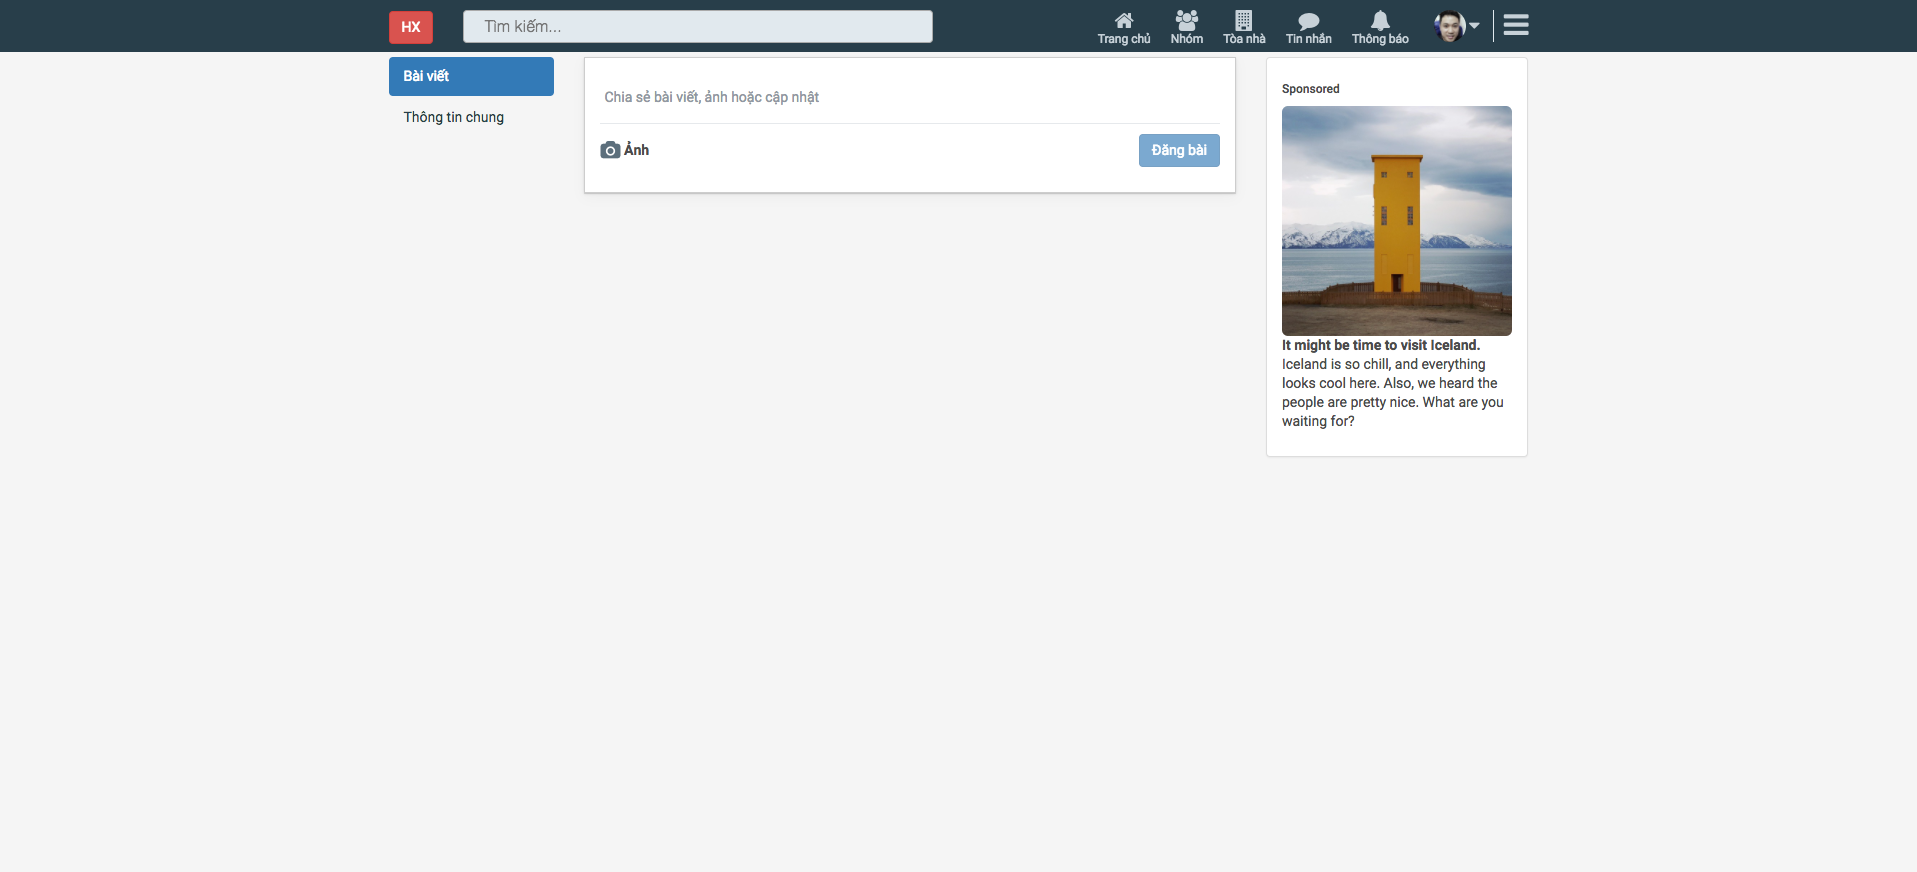 HX
Tìm kiếm...
Trang chủ
Nhóm
Tòa nhà
Tin nhắn
Thông báo
Bài viết
Thông tin chung
Chia sẻ bài viết, ảnh hoặc cập nhật
Ảnh
Đăng bài
Sponsored
It might be time to visit Iceland.
Iceland is so chill, and everything
looks cool here. Also, we heard the
people are pretty nice. What are you
waiting for?